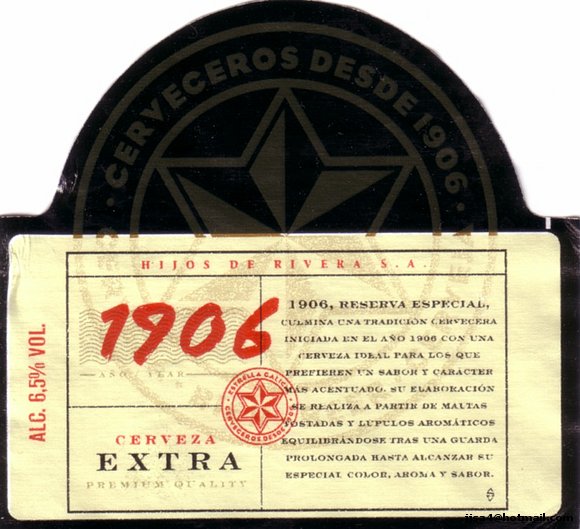 · CERVECEROS DESDE 1906 ·
HIJOS DE RIVERA S.A.
1906
AÑO / YEAR
ESTRELLA GALICIA
CERVECEROS DESDE 1906
CERVEZA
EXTRA
PREMIUM QUALITY
1906, RESERVA ESPECIAL,
CULMINA UNA TRADICIÓN CERVECERA
INICIADA EN EL AÑO 1906 CON UNA
CERVEZA IDEAL PARA LOS QUE
PREFIEREN UN SABOR Y CARÁCTER
MÁS ACENTUADO. SU ELABORACIÓN
SE REALIZA A PARTIR DE MALTAS
TOSTADAS Y LUPULOS AROMÁTICOS
EQUILIBRÁNDOSE TRAS UNA GUARDA
PROLONGADA HASTA ALCANZAR SU
ESPECIAL COLOR, AROMA Y SABOR.
ALC. 6,5% VOL.